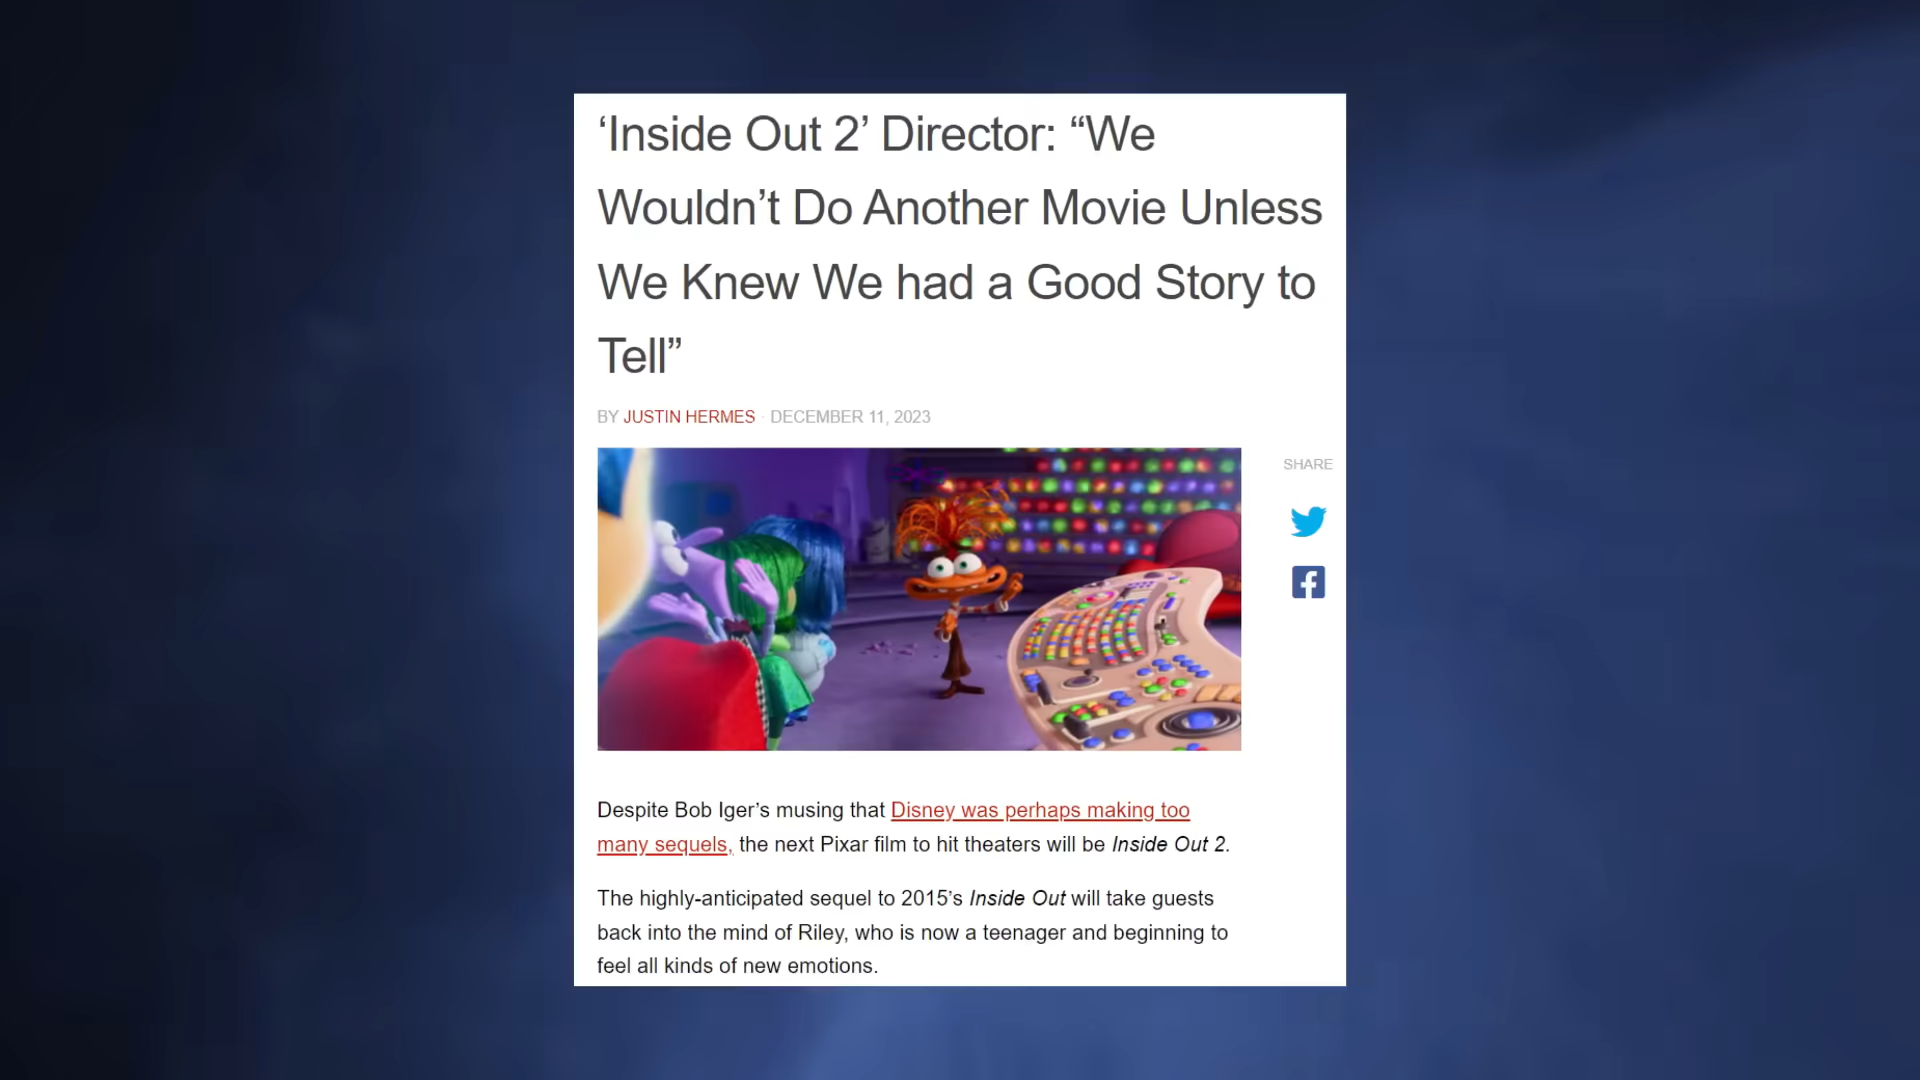 ‘Inside Out 2’ Director: “We
Wouldn’t Do Another Movie Unless
We Knew We had a Good Story to
Tell”
BY JUSTIN HERMES · DECEMBER 11, 2023
SHARE
Despite Bob Iger’s musing that Disney was perhaps making too
many sequels, the next Pixar film to hit theaters will be Inside Out 2.
The highly-anticipated sequel to 2015’s Inside Out will take guests
back into the mind of Riley, who is now a teenager and beginning to
feel all kinds of new emotions.